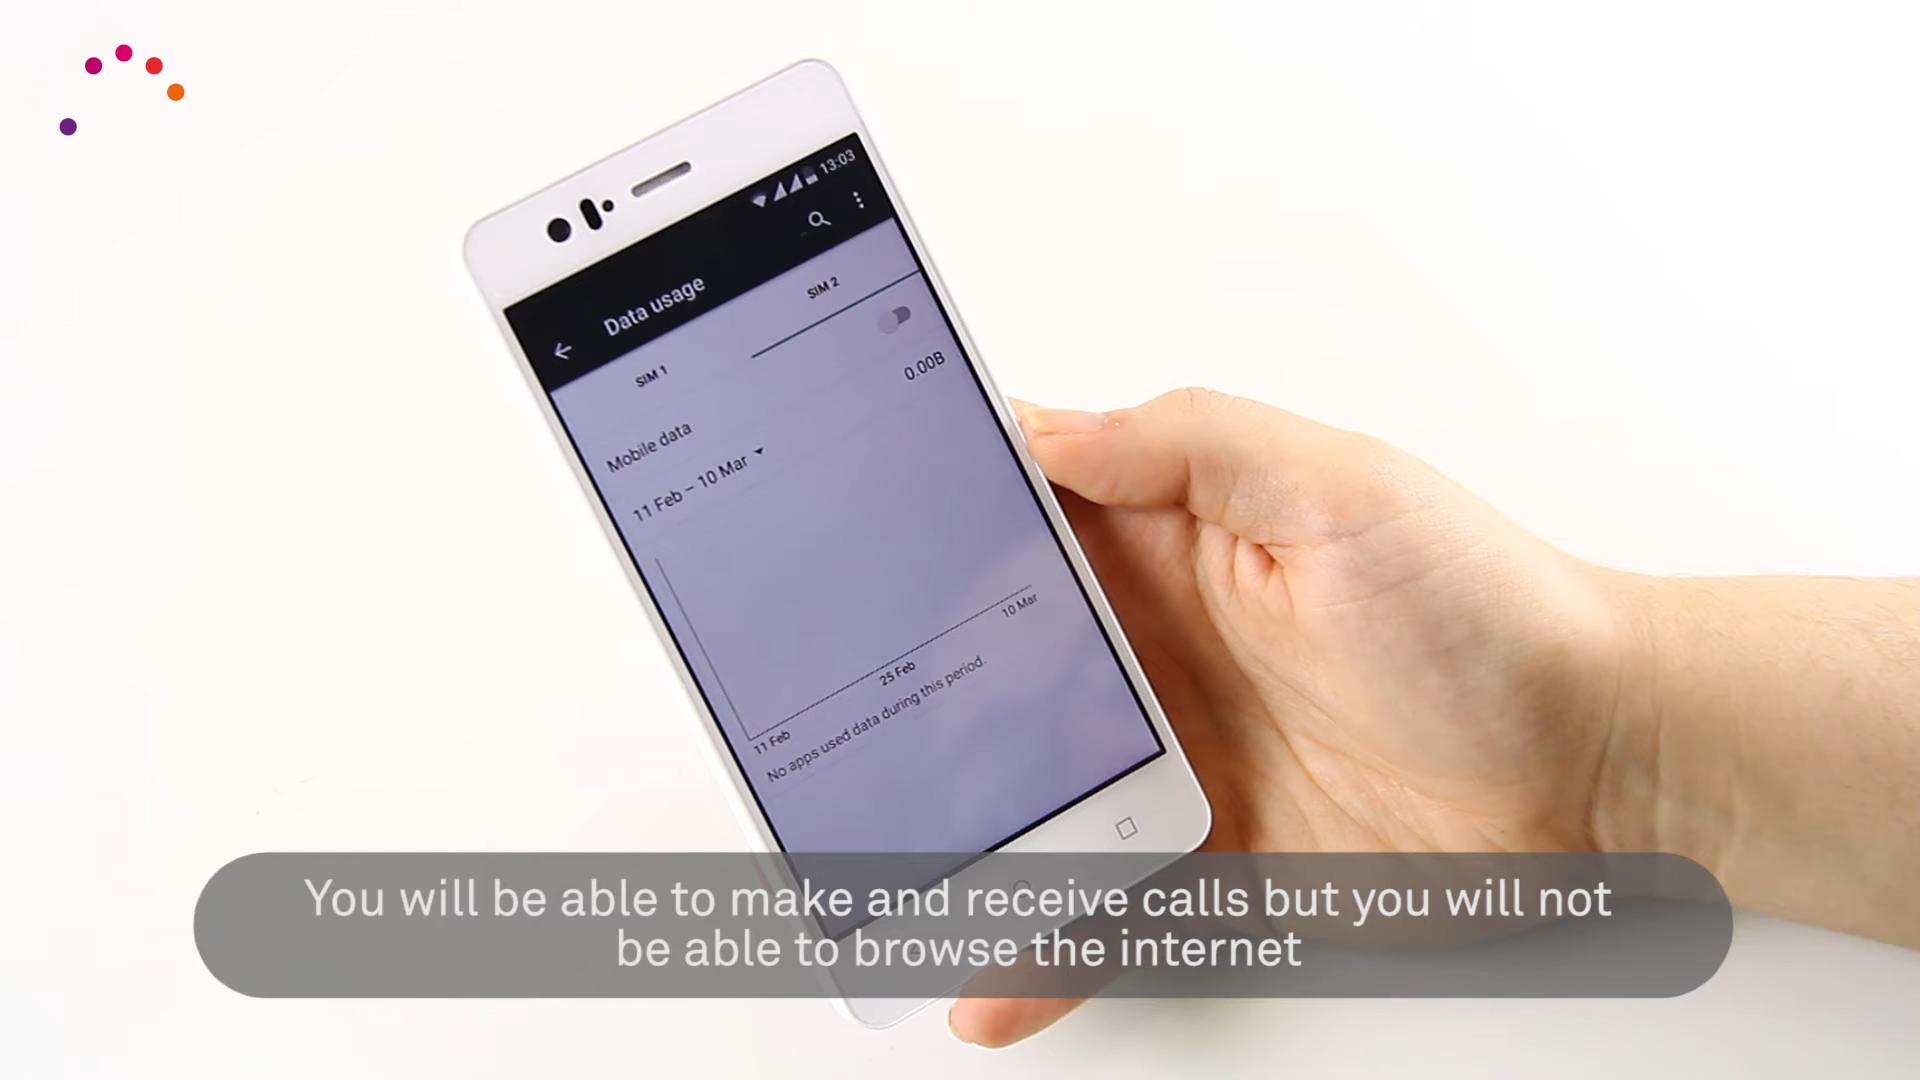 13:03
Data usage
SIM 1
SIM 2
Mobile data
11 Feb – 10 Mar
0.00B
11 Feb
25 Feb
10 Mar
No apps used data during this period.
You will be able to make and receive calls but you will not
be able to browse the internet